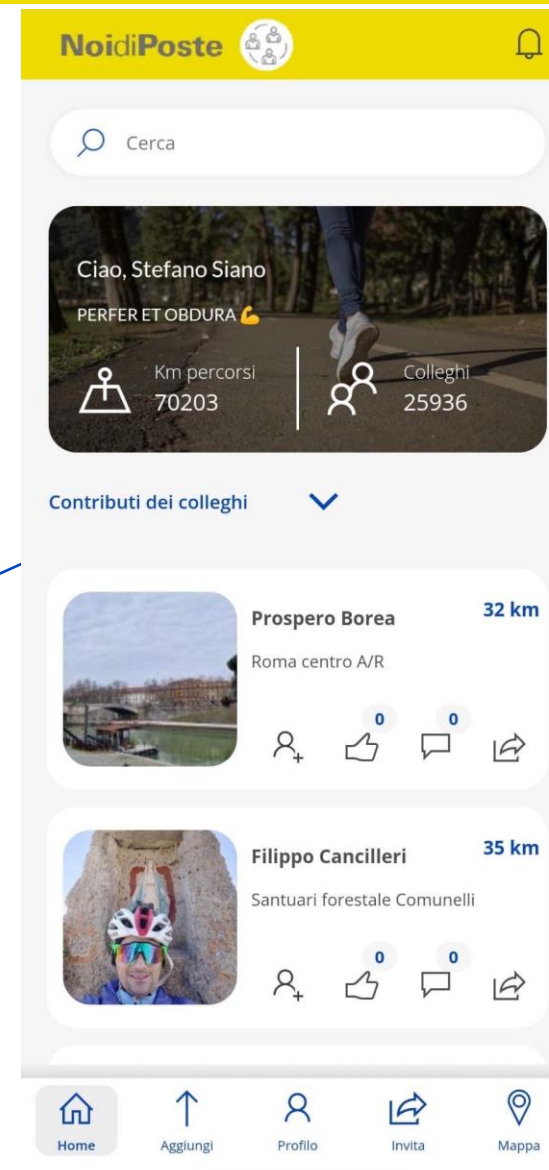 NoidiPoste
Cerca
Ciao, Stefano Siano
PERFER ET OBDURA 💪
Km percorsi
70203
Colleghi
25936
Contributi dei colleghi
Prospero Borea
32 km
Roma centro A/R
0
0
Filippo Cancilleri
35 km
Santuari forestale Comunelli
0
0
Home
Aggiungi
Profilo
Invita
Mappa